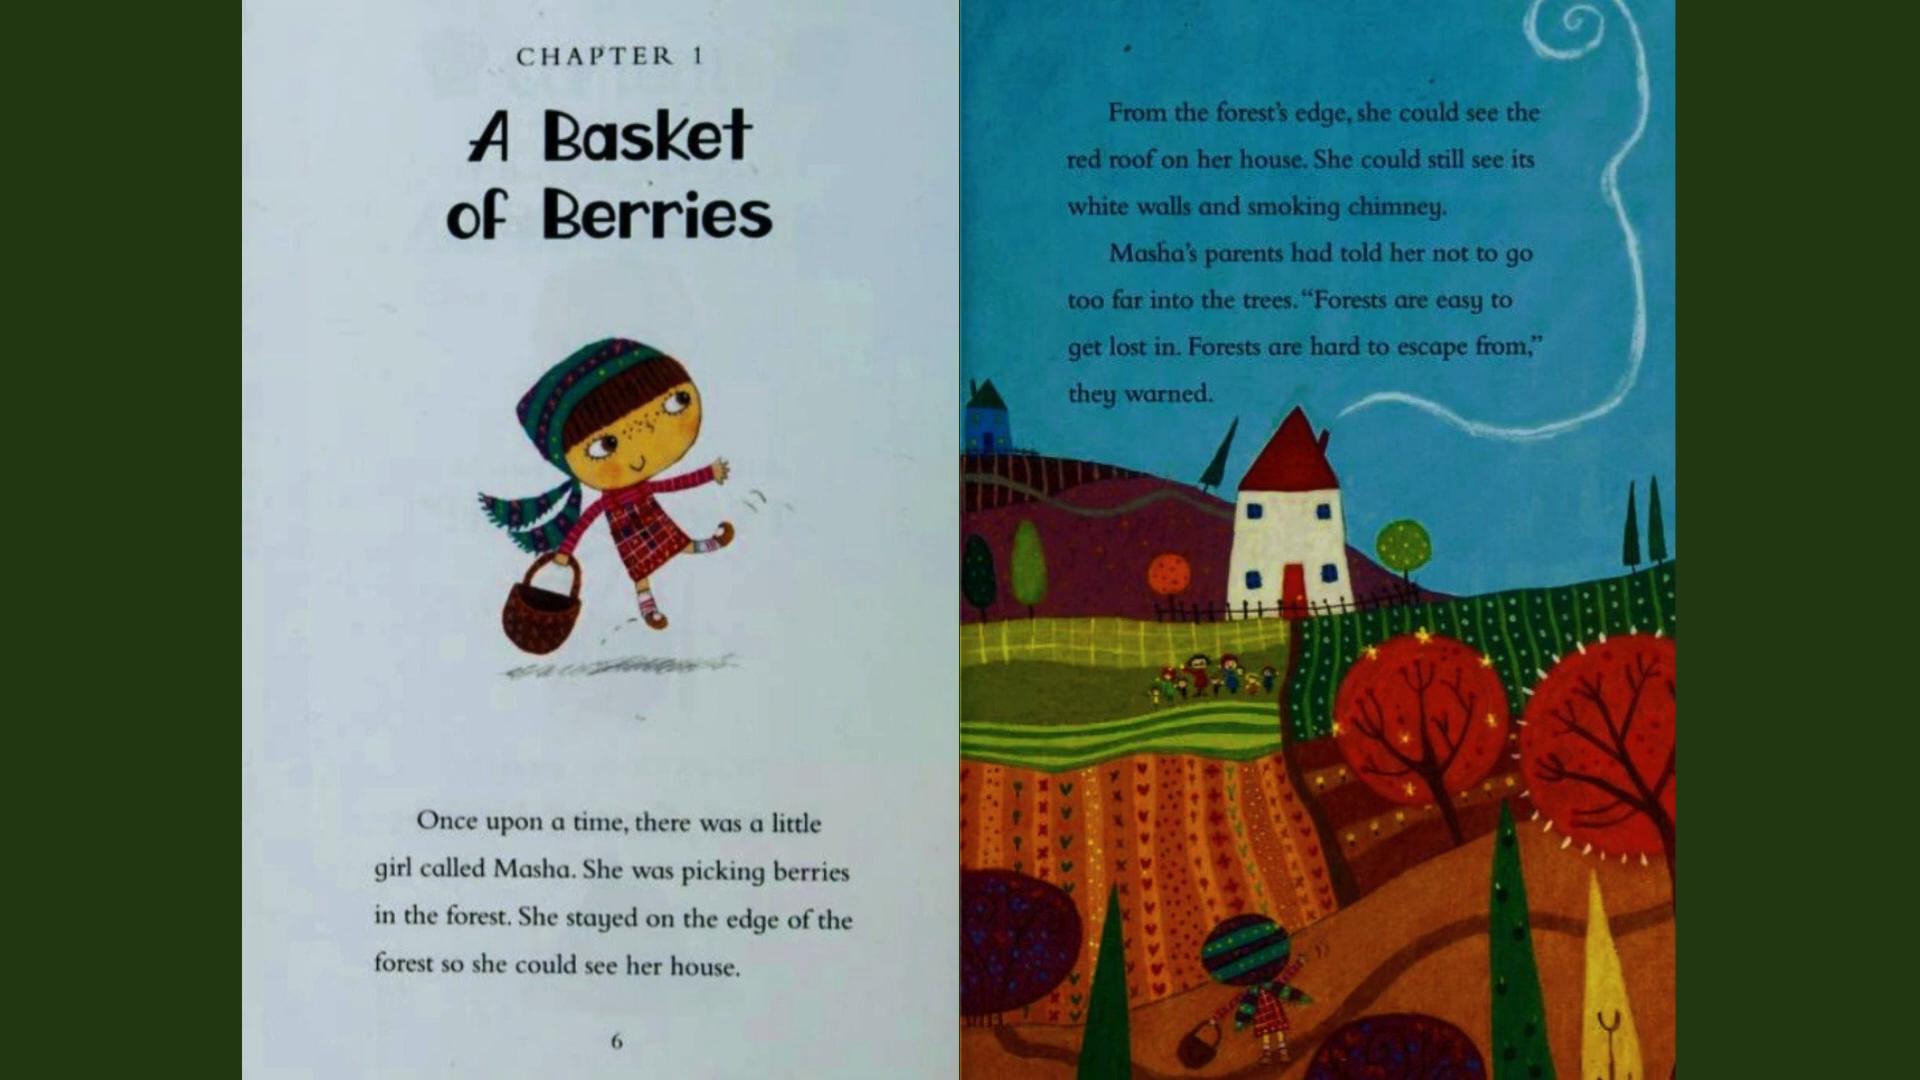 CHAPTER 1
A Basket
of Berries
Once upon a time, there was a little
girl called Masha. She was picking berries
in the forest. She stayed on the edge of the
forest so she could see her house.
6
From the forest's edge, she could see the
red roof on her house. She could still see its
white walls and smoking chimney.
Masha's parents had told her not to go
too far into the trees. “Forests are easy to
get lost in. Forests are hard to escape from,”
they warned.